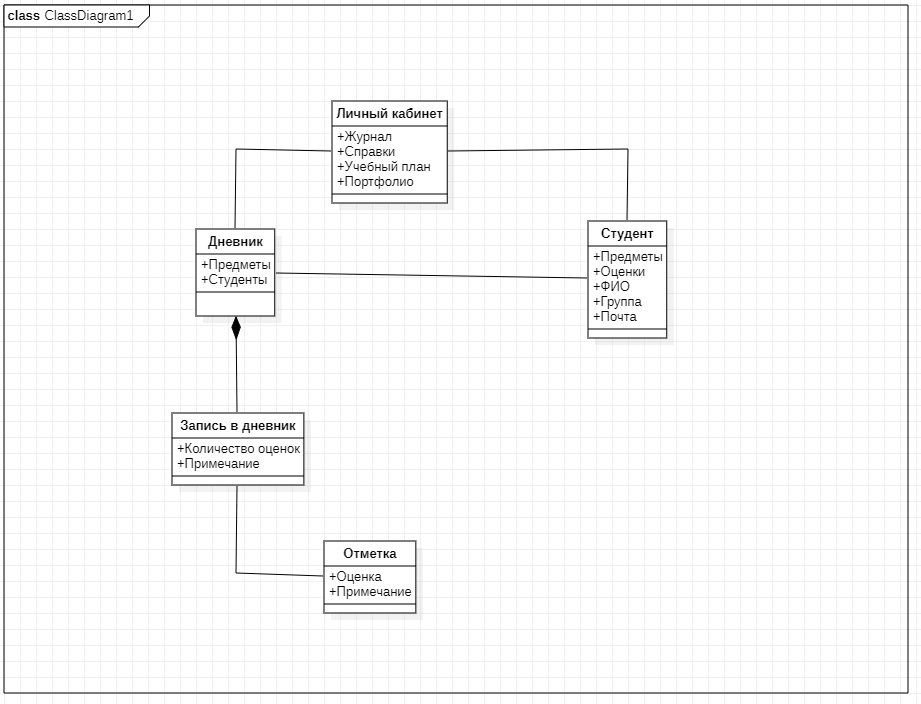 class ClassDiagram1
Личный кабинет
+Журнал
+Справки
+Учебный план
+Портфолио
Дневник
+Предметы
+Студенты
Студент
+Предметы
+Оценки
+ФИО
+Группа
+Почта
Запись в дневник
+Количество оценок
+Примечание
Отметка
+Оценка
+Примечание